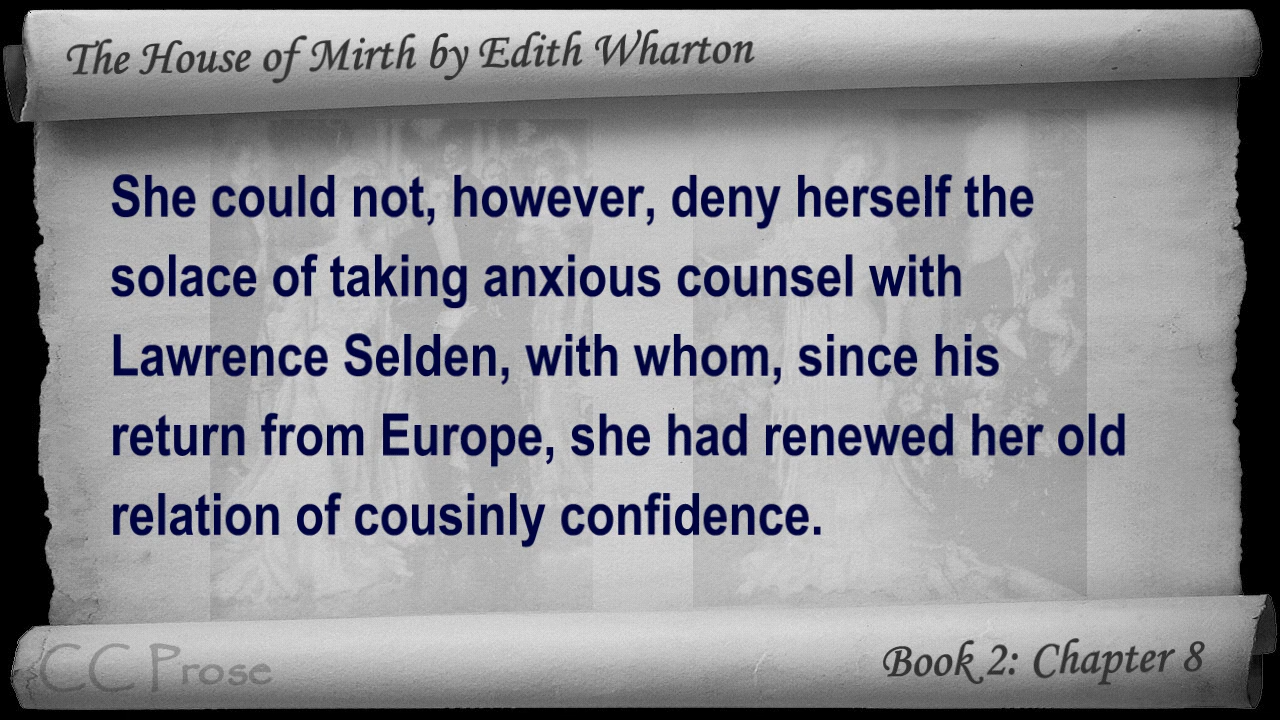 The House of Mirth by Edith Wharton
She could not, however, deny herself the
solace of taking anxious counsel with
Lawrence Selden, with whom, since his
return from Europe, she had renewed her old
relation of cousinly confidence.
CC Prose
Book 2: Chapter 8